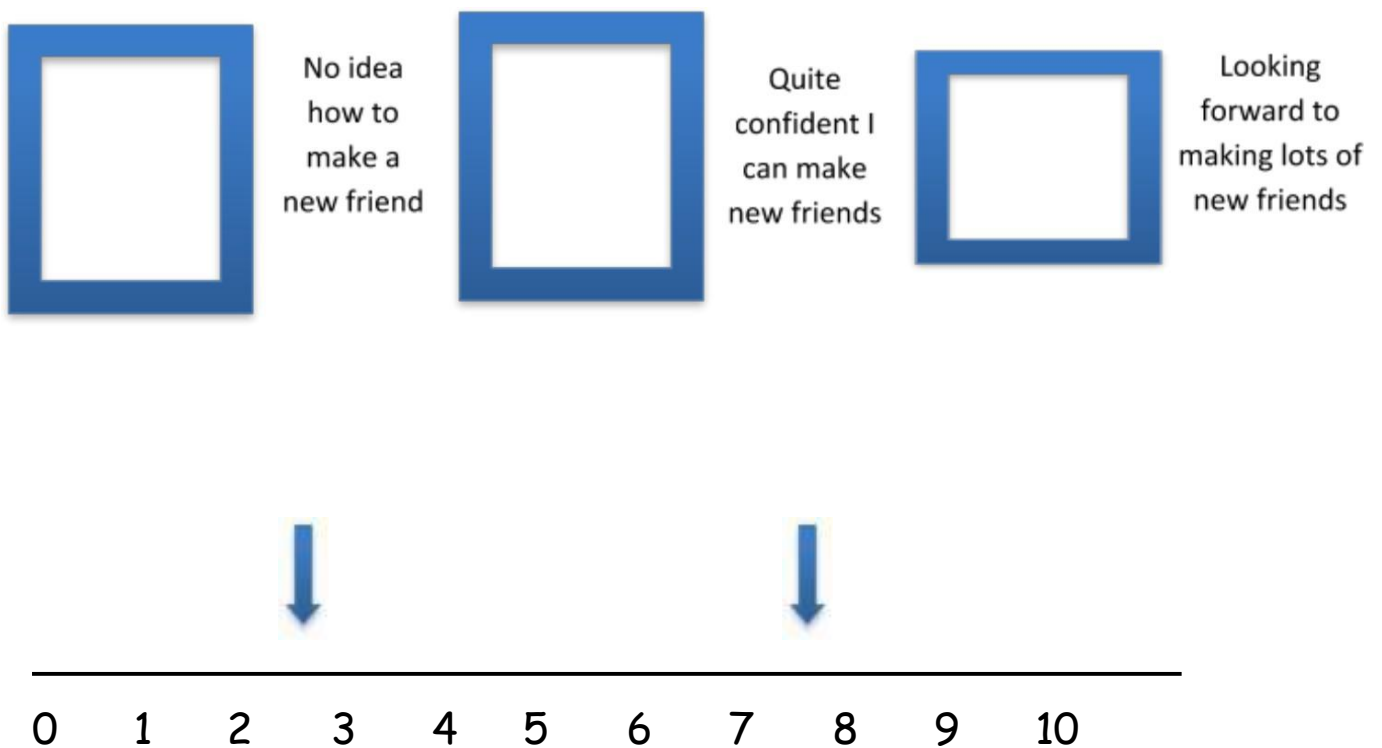 No idea
how to
make a
new friend
Quite
confident I
can make
new friends
Looking
forward to
making lots of
new friends
0 1 2 3 4 5 6 7 8 9 10